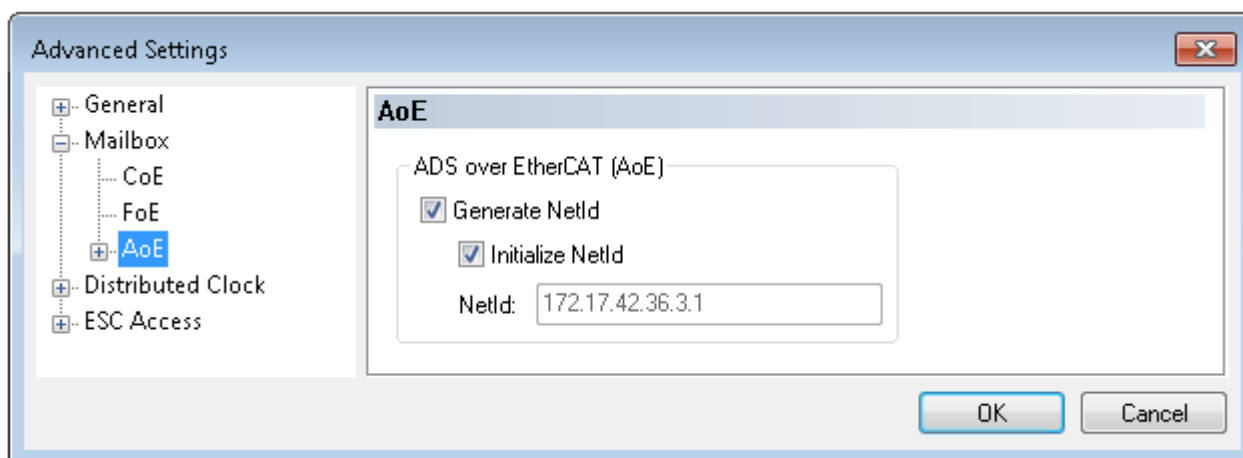 Advanced Settings
General
Mailbox
CoE
FoE
AoE
Distributed Clock
ESC Access
AoE
ADS over EtherCAT (AoE)
Generate NetId
Initialize NetId
NetId: 172.17.42.36.3.1
OK Cancel